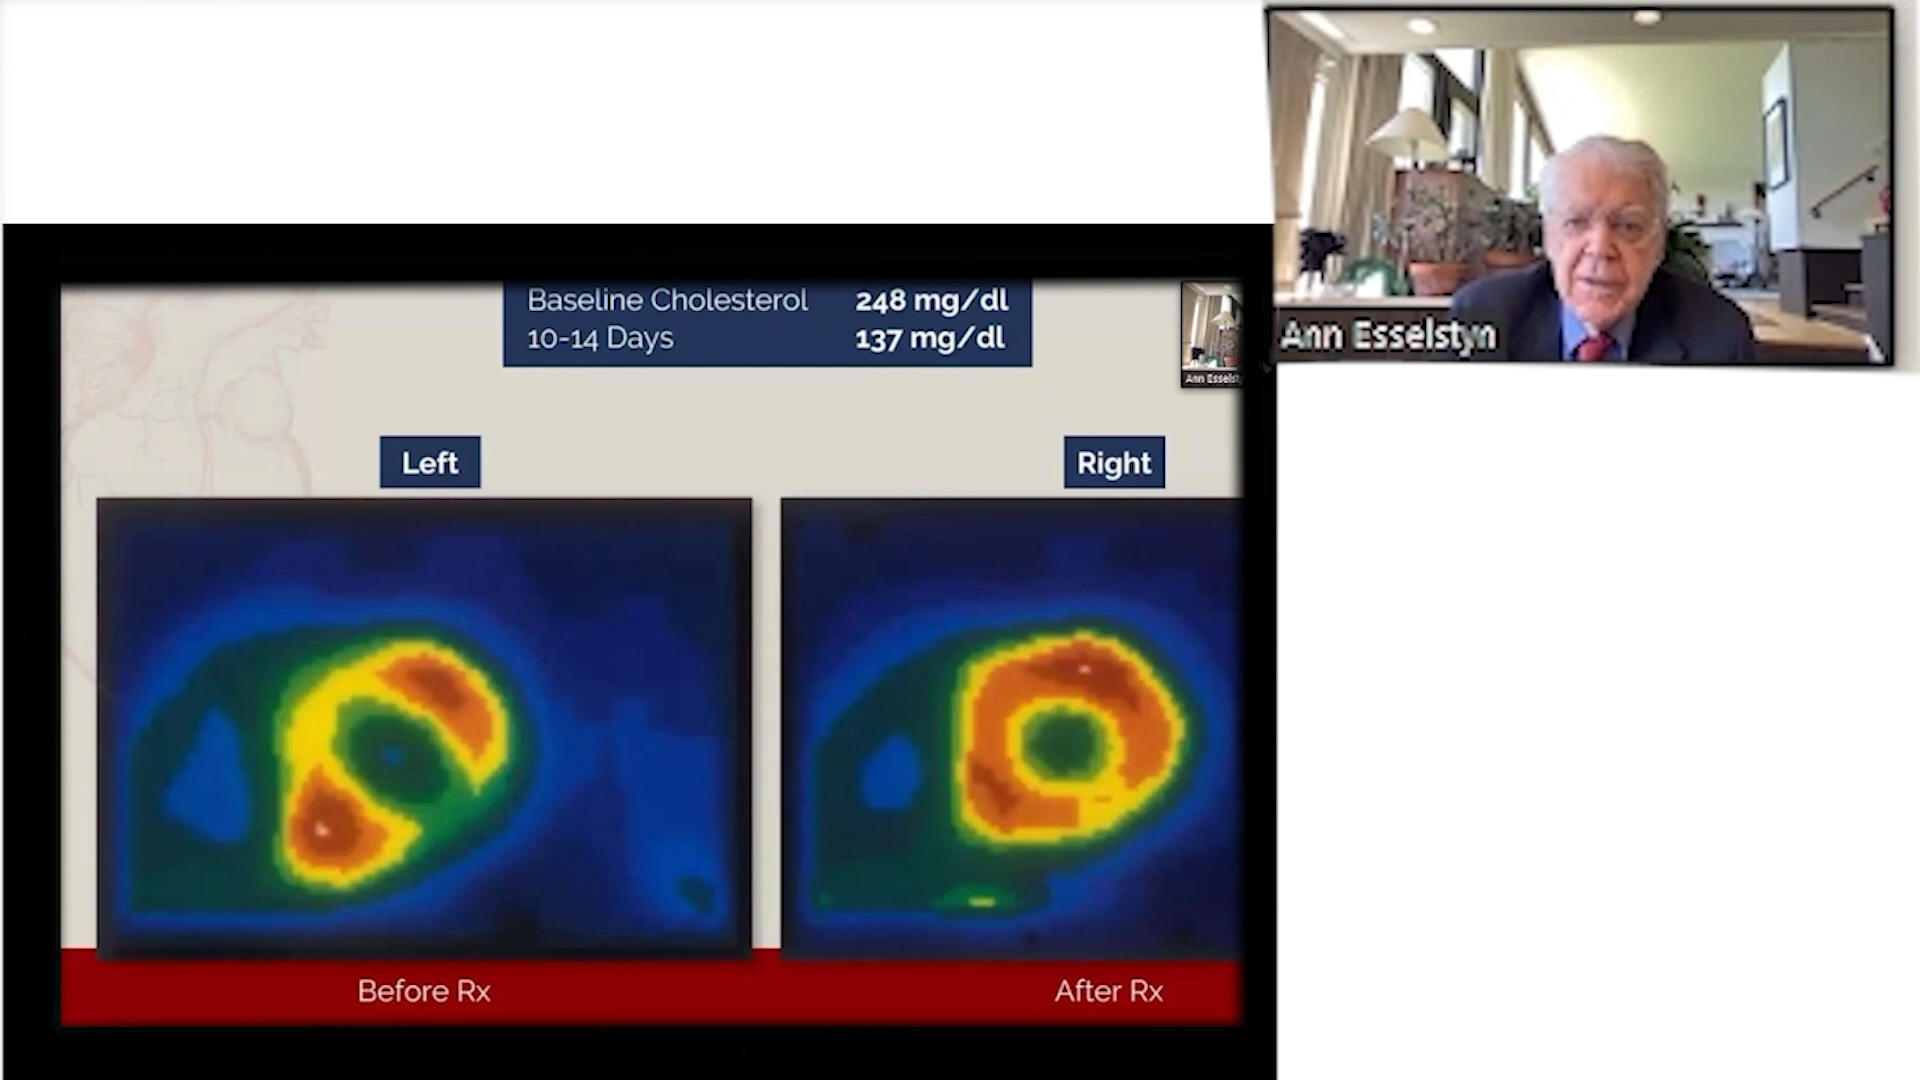 Baseline Cholesterol 248 mg/dl
10-14 Days 137 mg/dl
Ann Esselstyn
Left
Right
Before Rx
After Rx